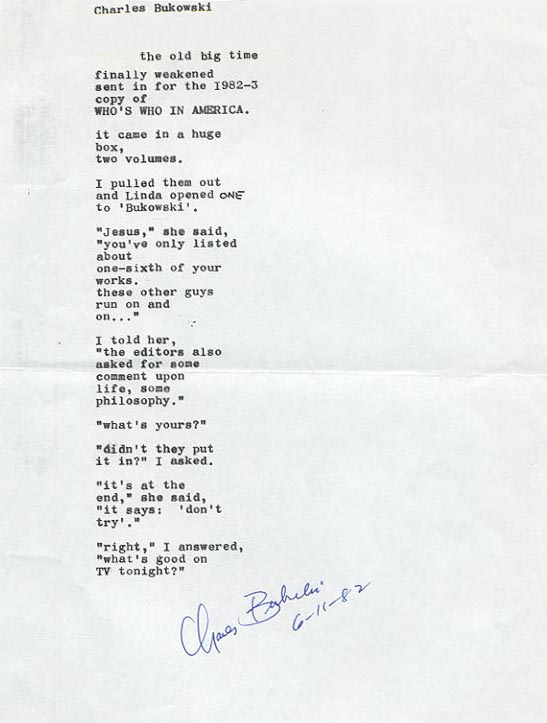 Charles Bukowski
the old big time
finally weakened
sent in for the 1982-3
copy of
WHO'S WHO IN AMERICA.
it came in a huge
box,
two volumes.
I pulled them out
and Linda opened ONE
to 'Bukowski'.
"Jesus," she said,
"you've only listed
about
one-sixth of your
works.
these other guys
run on and
on..."
I told her,
"the editors also
asked for some
comment upon
life, some
philosophy."
"what's yours?"
"didn't they put
it in?" I asked.
"it's at the
end," she said,
"it says:  'don't
try'."
"right," I answered,
"what's good on
TV tonight?"
Charles Bukowski
6-11-82